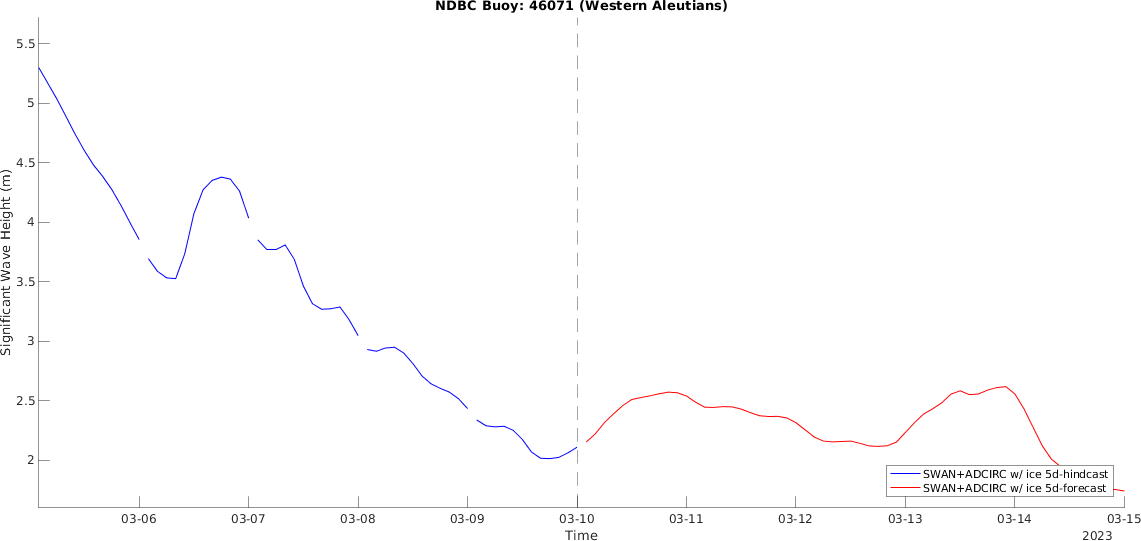 NDBC Buoy: 46071 (Western Aleutians)
5.5
5
4.5
4
3.5
3
2.5
2
Significant Wave Height (m)
SWAN+ADCIRC w/ ice 5d-hindcast
SWAN+ADCIRC w/ ice 5d-forecast
03-06 03-07 03-08 03-09 03-10 03-11 03-12 03-13 03-14 03-15
Time
2023